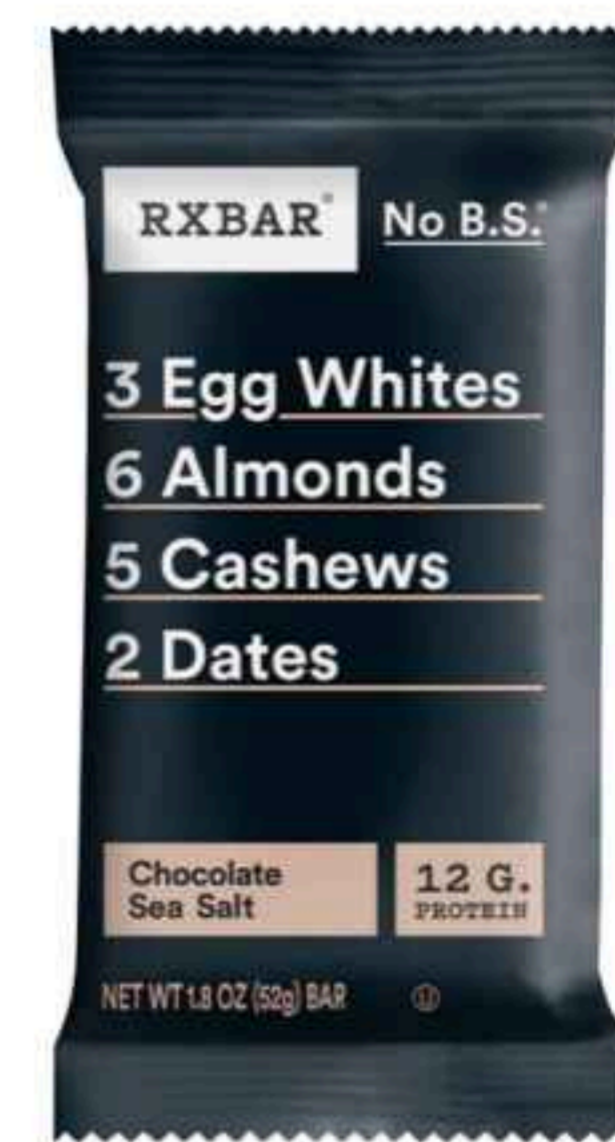 RXBAR® No B.S.®
3 Egg Whites
6 Almonds
5 Cashews
2 Dates
Chocolate
Sea Salt
12 G.
PROTEIN
NET WT 1.8 OZ (52g) BAR